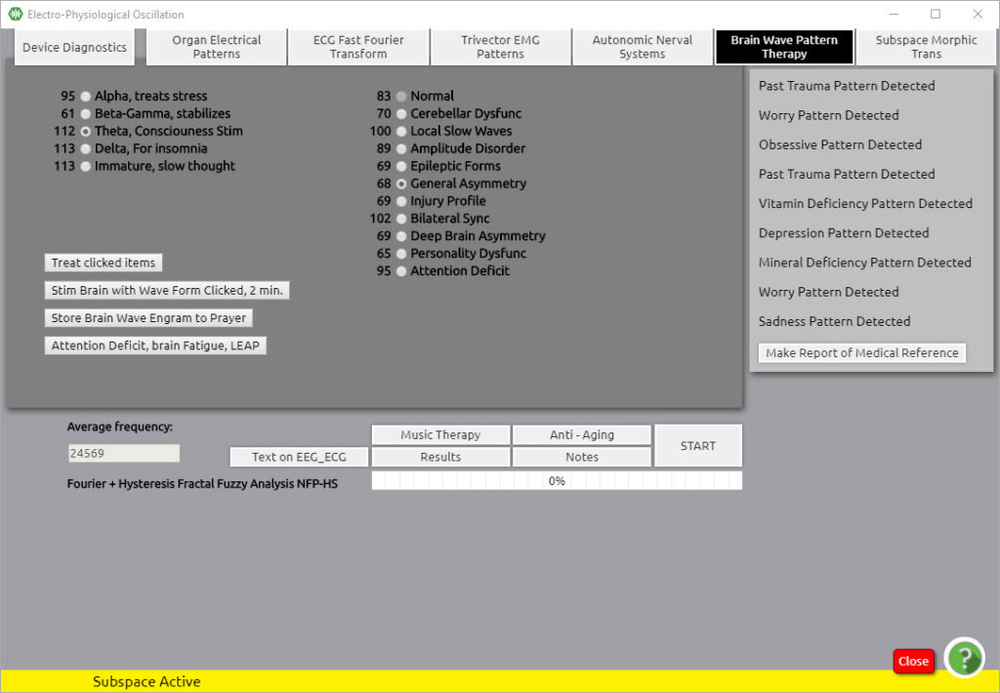 Electro-Physiological Oscillation
Device Diagnostics
Organ Electrical
Patterns
ECG Fast Fourier
Transform
Trivector EMG
Patterns
Autonomic Nerval
Systems
Brain Wave Pattern
Therapy
Subspace Morphic
Trans
95 Alpha, treats stress
61 Beta-Gamma, stabilizes
112 Theta, Consciouness Stim
113 Delta, For insomnia
113 Immature, slow thought
Treat clicked items
Stim Brain with Wave Form Clicked, 2 min.
Store Brain Wave Engram to Prayer
Attention Deficit, brain Fatigue, LEAP
83 Normal
70 Cerebellar Dysfunc
100 Local Slow Waves
89 Amplitude Disorder
69 Epileptic Forms
68 General Asymmetry
69 Injury Profile
102 Bilateral Sync
69 Deep Brain Asymmetry
65 Personality Dysfunc
95 Attention Deficit
Past Trauma Pattern Detected
Worry Pattern Detected
Obsessive Pattern Detected
Past Trauma Pattern Detected
Vitamin Deficiency Pattern Detected
Depression Pattern Detected
Mineral Deficiency Pattern Detected
Worry Pattern Detected
Sadness Pattern Detected
Make Report of Medical Reference
Average frequency:
24569
Text on EEG_ECG
Music Therapy
Anti - Aging
Results
Notes
START
Fourier + Hysteresis Fractal Fuzzy Analysis NFP-HS
0%
Close
?
Subspace Active